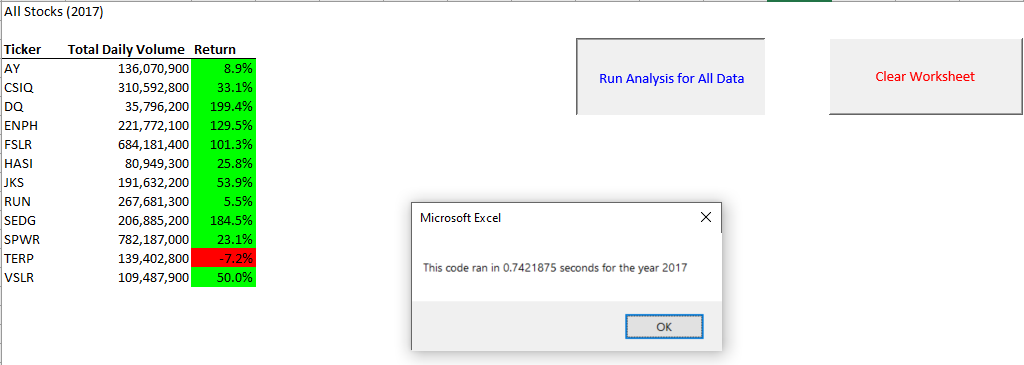 All Stocks (2017)
Ticker Total Daily Volume Return
AY 136,070,900 8.9%
CSIQ 310,592,800 33.1%
DQ 35,796,200 199.4%
ENPH 221,772,100 129.5%
FSLR 684,181,400 101.3%
HASI 80,949,300 25.8%
JKS 191,632,200 53.9%
RUN 267,681,300 5.5%
SEDG 206,885,200 184.5%
SPWR 782,187,000 23.1%
TERP 139,402,800 -7.2%
VSLR 109,487,900 50.0%
Run Analysis for All Data
Clear Worksheet
Microsoft Excel
This code ran in 0.7421875 seconds for the year 2017
OK